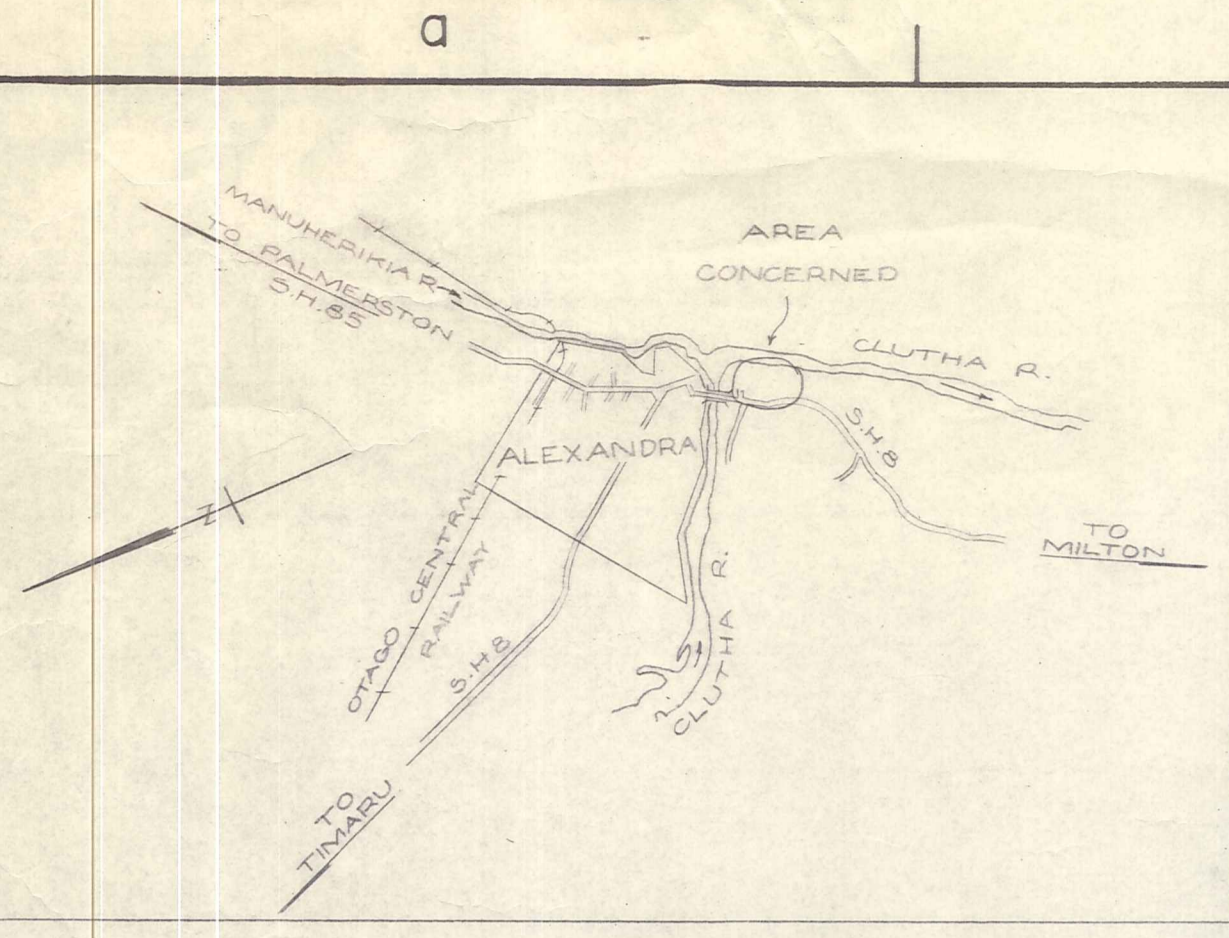 a
MANUHERIKIA R.
TO PALMERSTON
S.H.85
AREA
CONCERNED
CLUTHA R.
S.H.8
ALEXANDRA
N
TO
MILTON
OTAGO CENTRAL
RAILWAY
S.H.8
CLUTHA R.
TO
TIMARU